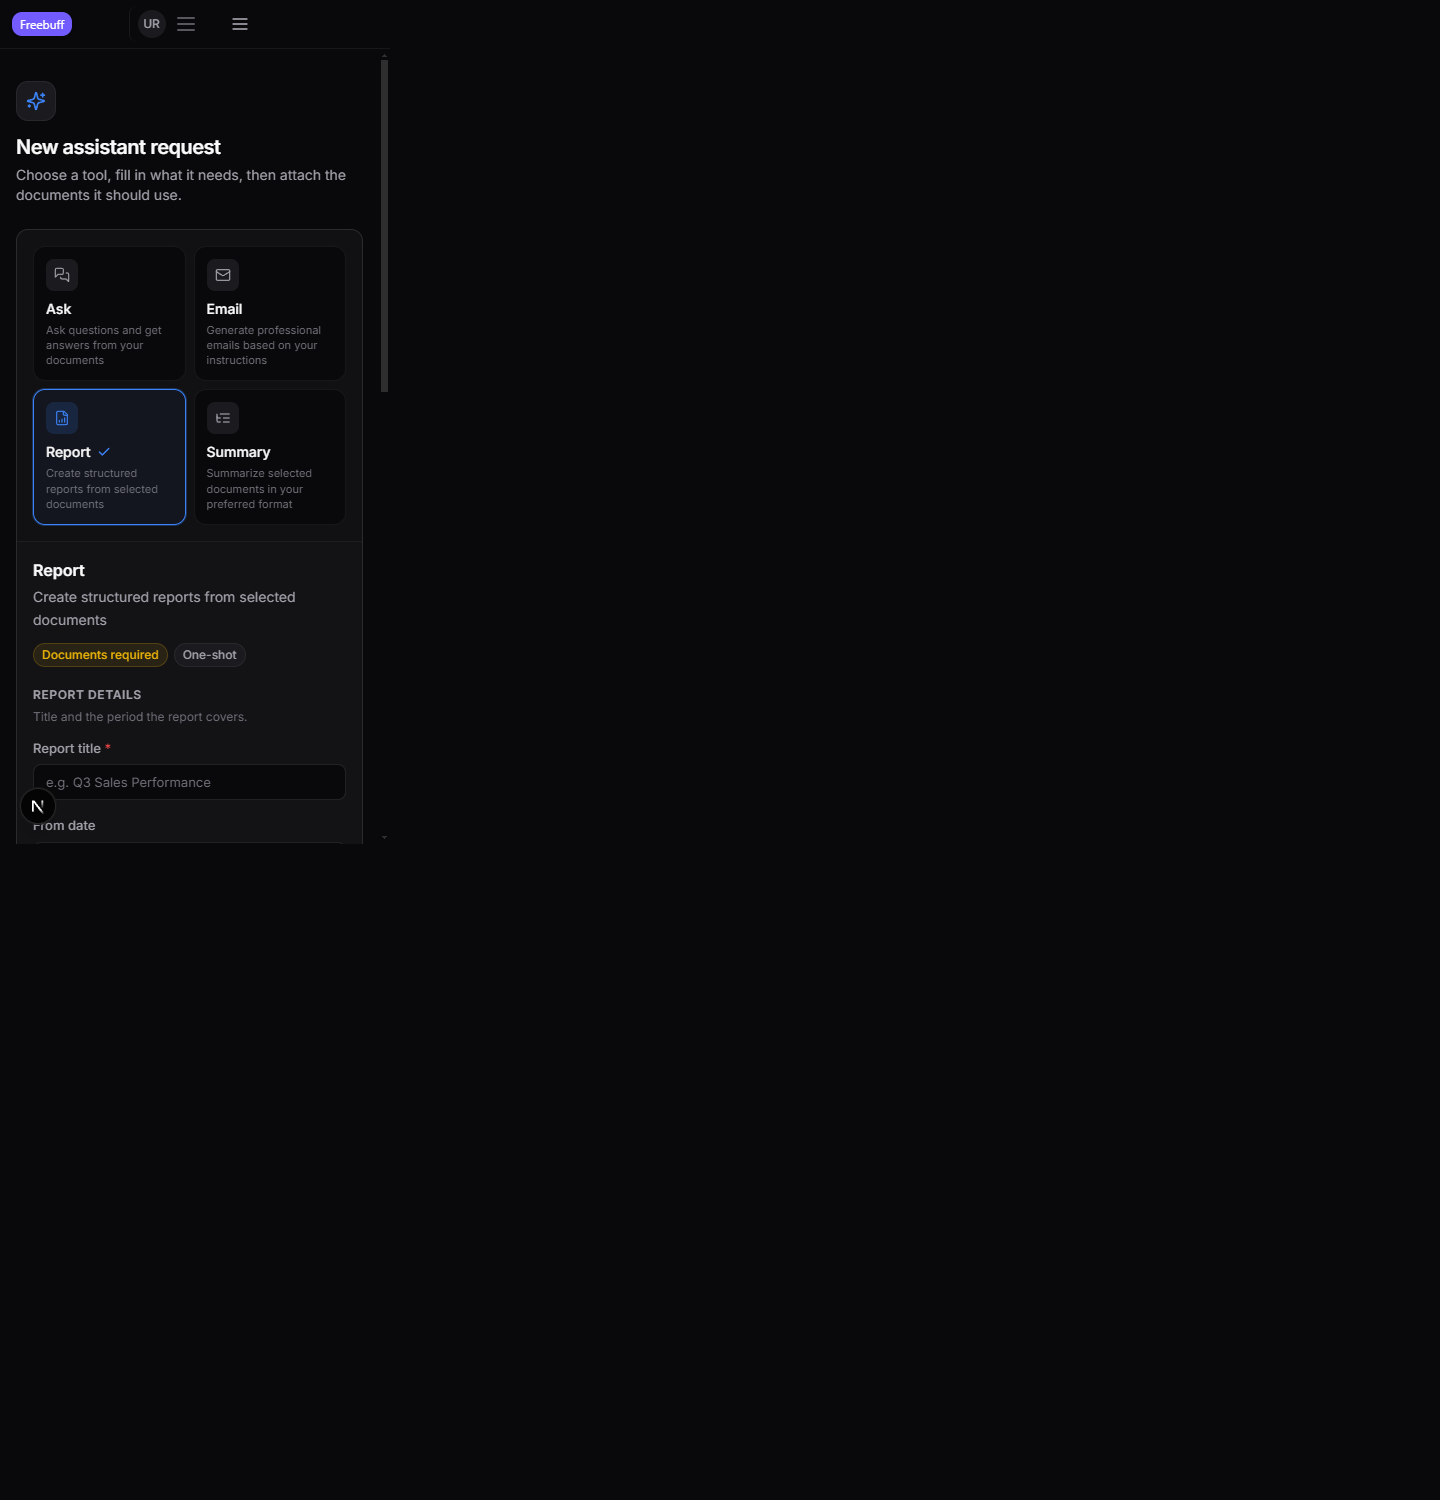 Freebuff
UR
New assistant request
Choose a tool, fill in what it needs, then attach the
documents it should use.
Ask
Ask questions and get
answers from your
documents
Email
Generate professional
emails based on your
instructions
Report
Create structured
reports from selected
documents
Summary
Summarize selected
documents in your
preferred format
Report
Create structured reports from selected
documents
Documents required
One-shot
REPORT DETAILS
Title and the period the report covers.
Report title *
e.g. Q3 Sales Performance
N
From date